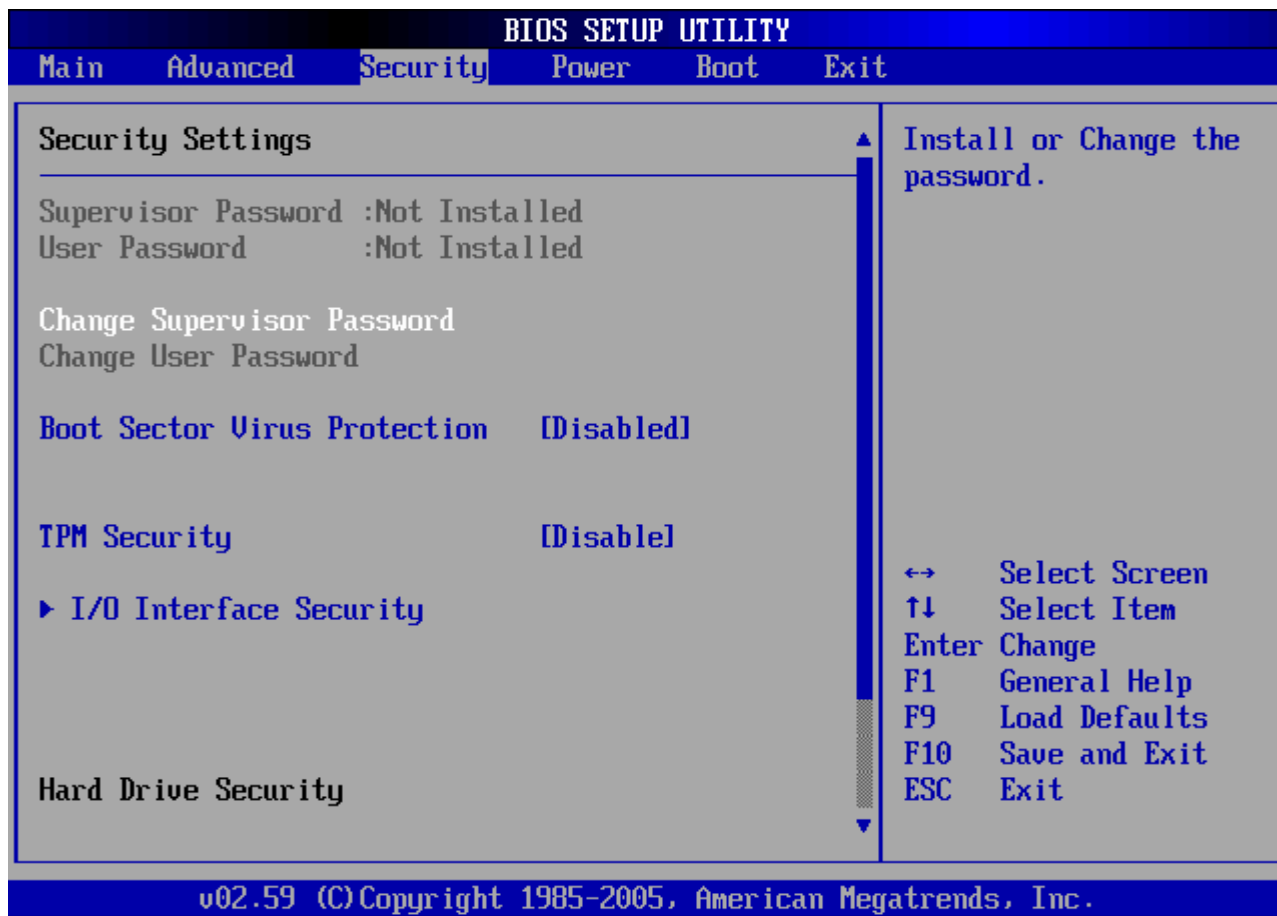 BIOS SETUP UTILITY
Main Advanced Security Power Boot Exit
Security Settings
Supervisor Password :Not Installed
User Password :Not Installed
Change Supervisor Password
Change User Password
Boot Sector Virus Protection [Disabled]
TPM Security [Disable]
▶ I/O Interface Security
Hard Drive Security
Install or Change the
password.
←→ Select Screen
↑↓ Select Item
Enter Change
F1 General Help
F9 Load Defaults
F10 Save and Exit
ESC Exit
v02.59 (C)Copyright 1985-2005, American Megatrends, Inc.